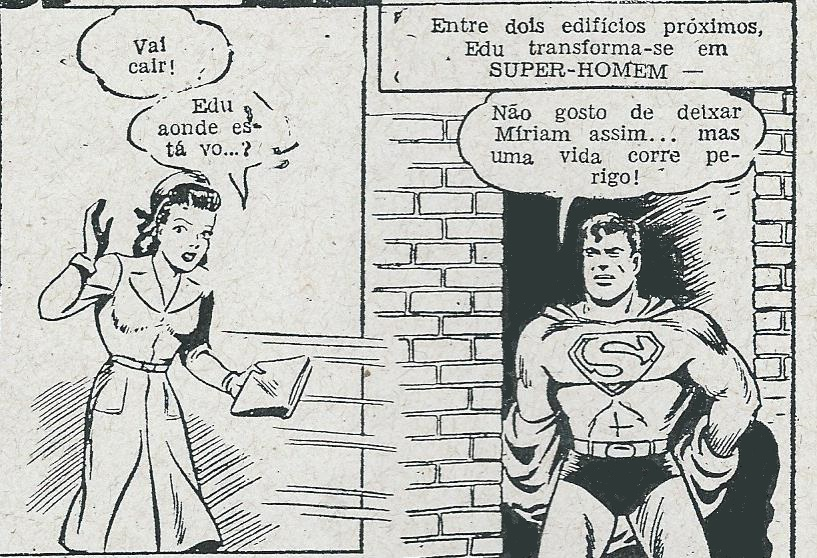 Vai
cair!
Edu
aonde es-
tá vo...?
Entre dois edifícios próximos,
Edu transforma-se em
SUPER-HOMEM —
Não gosto de deixar
Míriam assim... mas
uma vida corre pe-
rigo!
S